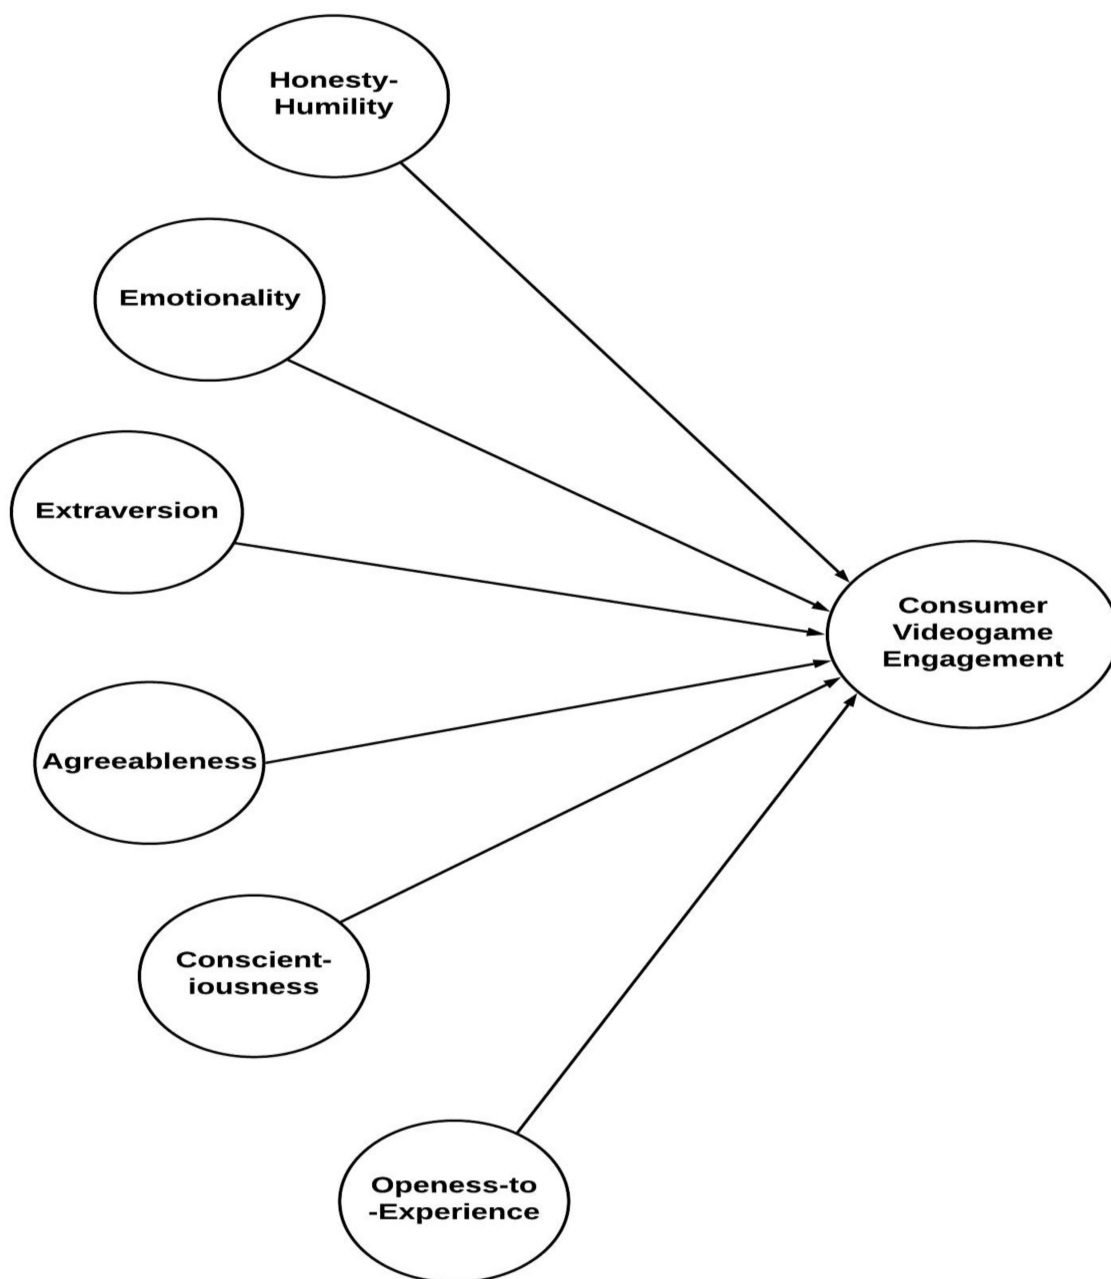 Honesty-
Humility
Emotionality
Extraversion
Consumer
Videogame
Engagement
Agreeableness
Conscient-
iousness
Openess-to
-Experience